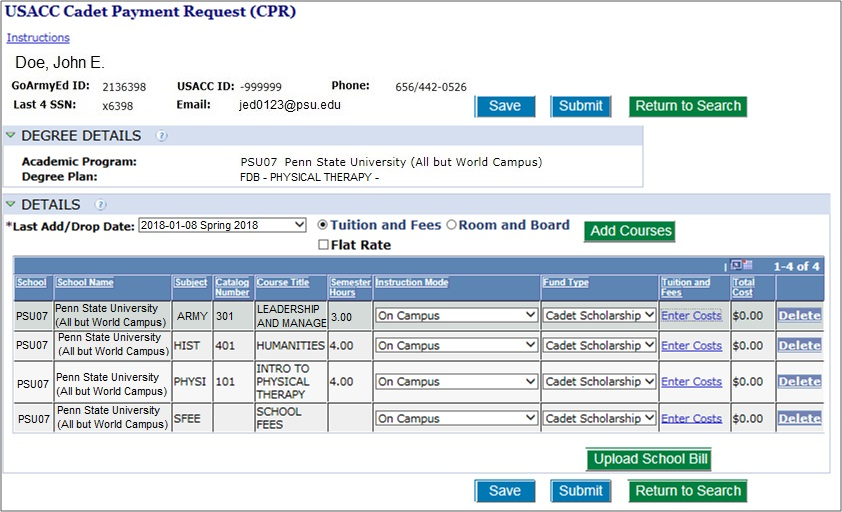 USACC Cadet Payment Request (CPR)
Instructions
Doe, John E.
GoArmyEd ID: 2136398 USACC ID: -999999 Phone: 656/442-0526
Last 4 SSN: x6398 Email: jed0123@psu.edu Save Submit Return to Search
DEGREE DETAILS ?
Academic Program: PSU07 Penn State University (All but World Campus)
Degree Plan: FDB - PHYSICAL THERAPY -
DETAILS ?
*Last Add/Drop Date: 2018-01-08 Spring 2018 Tuition and Fees Room and Board Add Courses
Flat Rate
| 1-4 of 4
School School Name Subject Catalog Number Course Title Semester Hours Instruction Mode Fund Type Tuition and Fees Total Cost
PSU07 Penn State University (All but World Campus) ARMY 301 LEADERSHIP AND MANAGE 3.00 On Campus Cadet Scholarship Enter Costs $0.00 Delete
PSU07 Penn State University (All but World Campus) HIST 401 HUMANITIES 4.00 On Campus Cadet Scholarship Enter Costs $0.00 Delete
PSU07 Penn State University (All but World Campus) PHYSI 101 INTRO TO PHYSICAL THERAPY 4.00 On Campus Cadet Scholarship Enter Costs $0.00 Delete
PSU07 Penn State University (All but World Campus) SFEE SCHOOL FEES On Campus Cadet Scholarship Enter Costs $0.00 Delete
Upload School Bill
Save Submit Return to Search